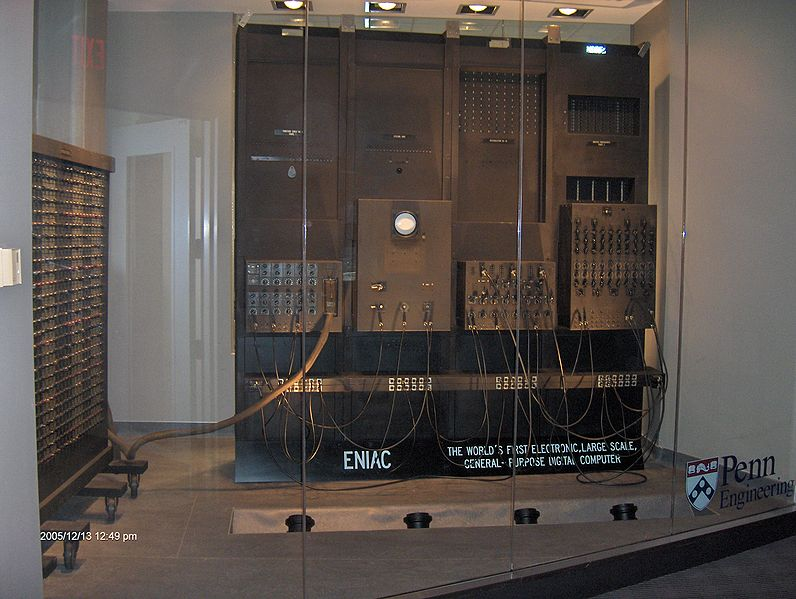 EXIT
ENIAC
THE WORLD'S FIRST ELECTRONIC, LARGE SCALE,
GENERAL-PURPOSE DIGITAL COMPUTER
Penn
Engineering
2005/12/13 12:49 pm